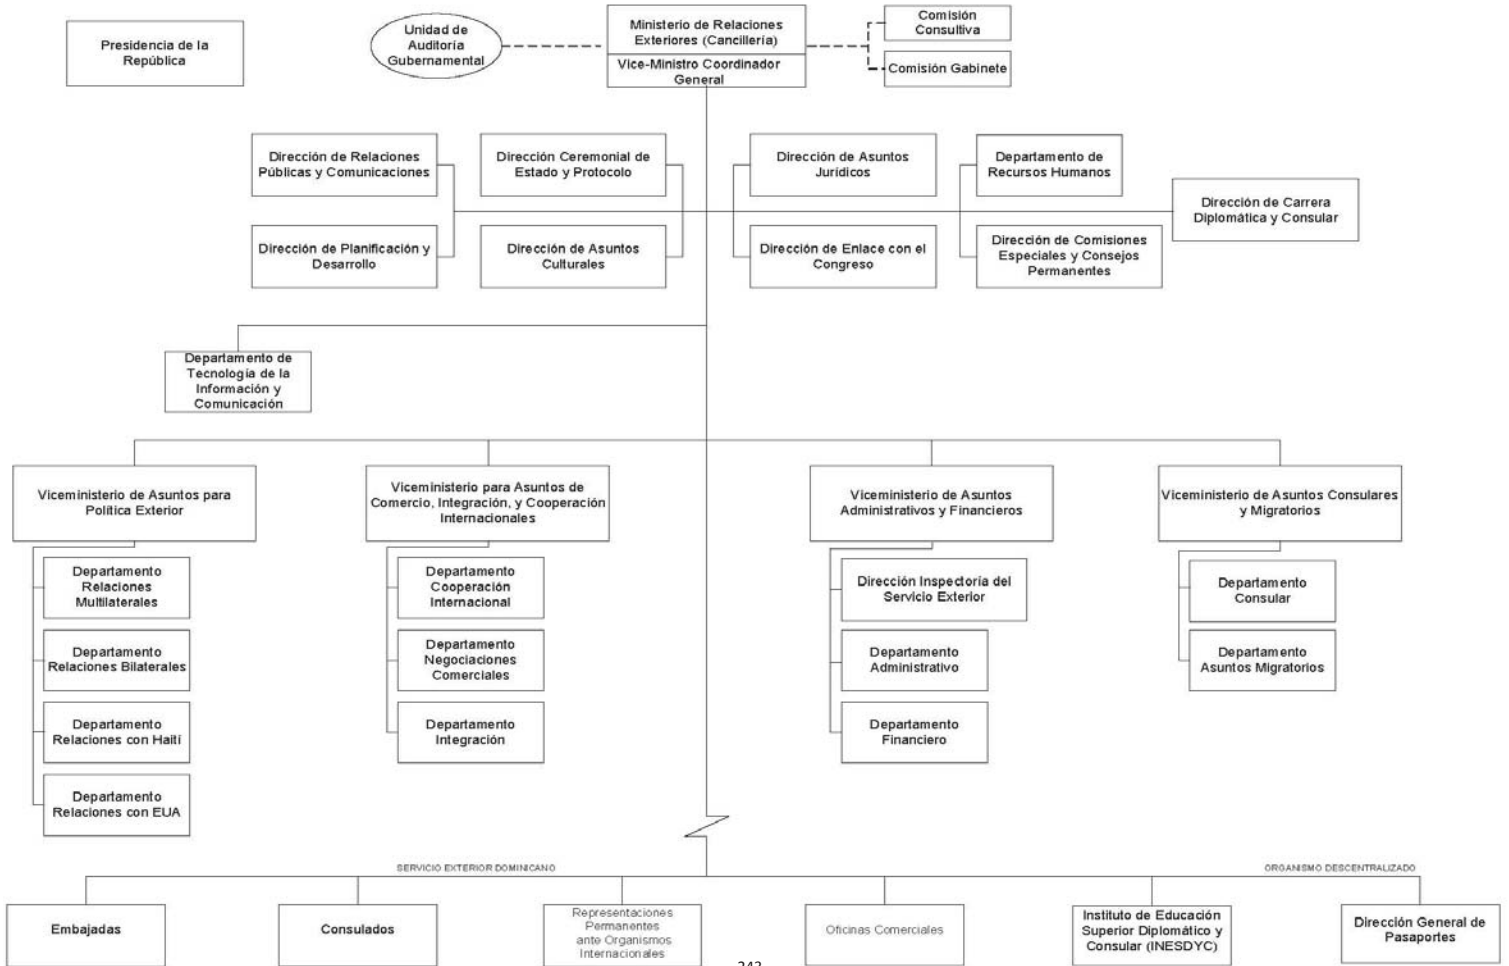 Presidencia de la
República
Unidad de
Auditoría
Gubernamental
Ministerio de Relaciones
Exteriores (Cancillería)
Vice-Ministro Coordinador
General
Comisión
Consultiva
Comisión Gabinete
Dirección de Relaciones
Públicas y Comunicaciones
Dirección Ceremonial de
Estado y Protocolo
Dirección de Asuntos
Jurídicos
Departamento de
Recursos Humanos
Dirección de Carrera
Diplomática y Consular
Dirección de Planificación y
Desarrollo
Dirección de Asuntos
Culturales
Dirección de Enlace con el
Congreso
Dirección de Comisiones
Especiales y Consejos
Permanentes
Departamento de
Tecnología de la
Información y
Comunicación
Viceministerio de Asuntos para
Política Exterior
Viceministerio para Asuntos de
Comercio, Integración, y Cooperación
Internacionales
Viceministerio de Asuntos
Administrativos y Financieros
Viceministerio de Asuntos Consulares
y Migratorios
Departamento
Relaciones
Multilaterales
Departamento
Relaciones Bilaterales
Departamento
Relaciones con Haití
Departamento
Relaciones con EUA
Departamento
Cooperación
Internacional
Departamento
Negociaciones
Comerciales
Departamento
Integración
Dirección Inspectoría del
Servicio Exterior
Departamento
Administrativo
Departamento
Financiero
Departamento
Consular
Departamento
Asuntos Migratorios
SERVICIO EXTERIOR DOMINICANO
ORGANISMO DESCENTRALIZADO
Embajadas
Consulados
Representaciones
Permanentes
ante Organismos
Internacionales
Oficinas Comerciales
Instituto de Educación
Superior Diplomático y
Consular (INESDYC)
Dirección General de
Pasaportes